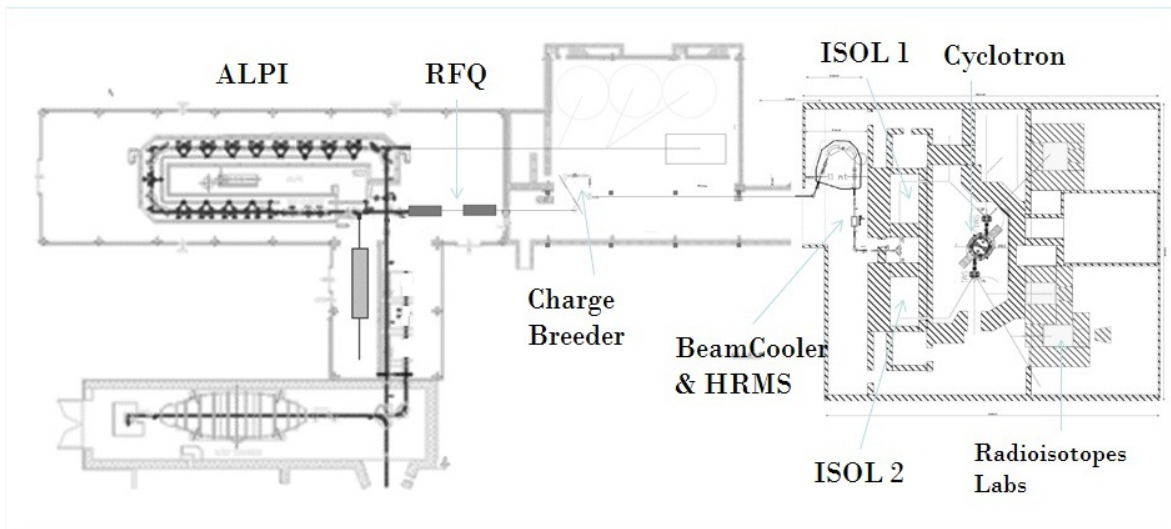 ALPI
RFQ
ISOL 1
Cyclotron
Charge
Breeder
BeamCooler
& HRMS
ISOL 2
Radioisotopes
Labs